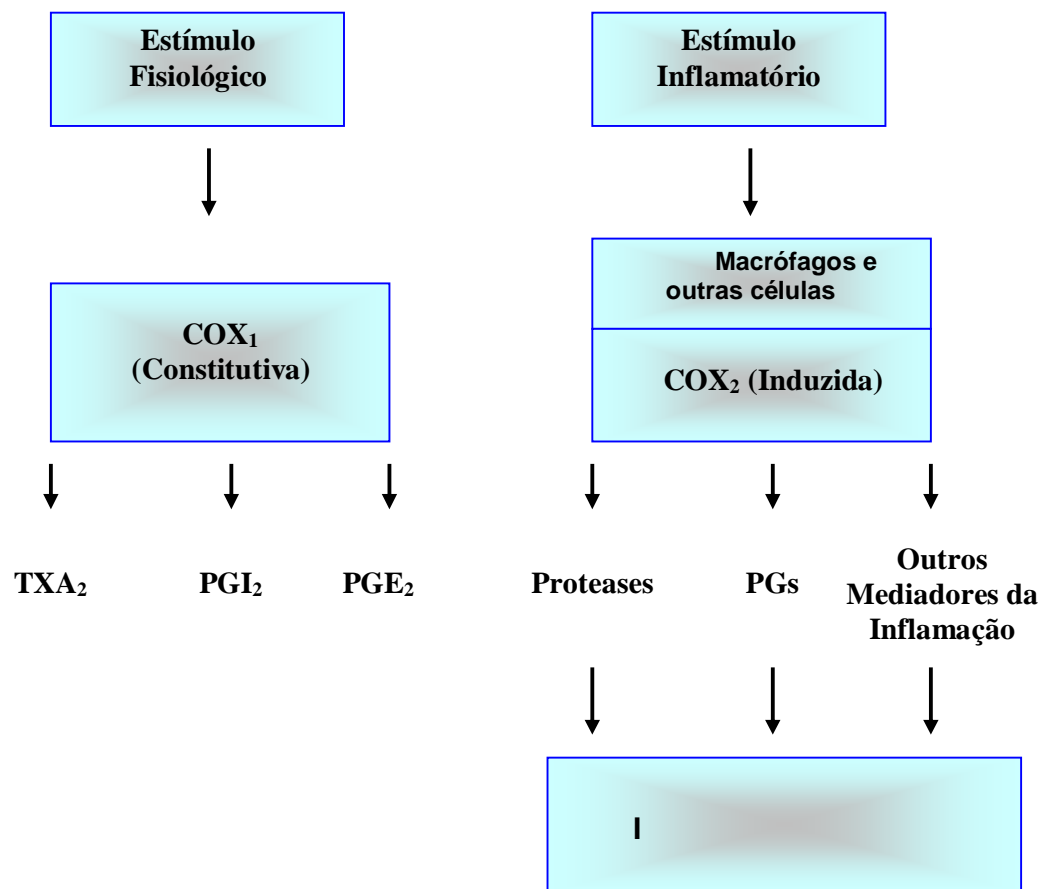 Estímulo
Fisiológico
Estímulo
Inflamatório
Macrófagos e
outras células
COX₁
(Constitutiva)
COX₂ (Induzida)
TXA₂
PGI₂
PGE₂
Proteases
PGs
Outros
Mediadores da
Inflamação
I